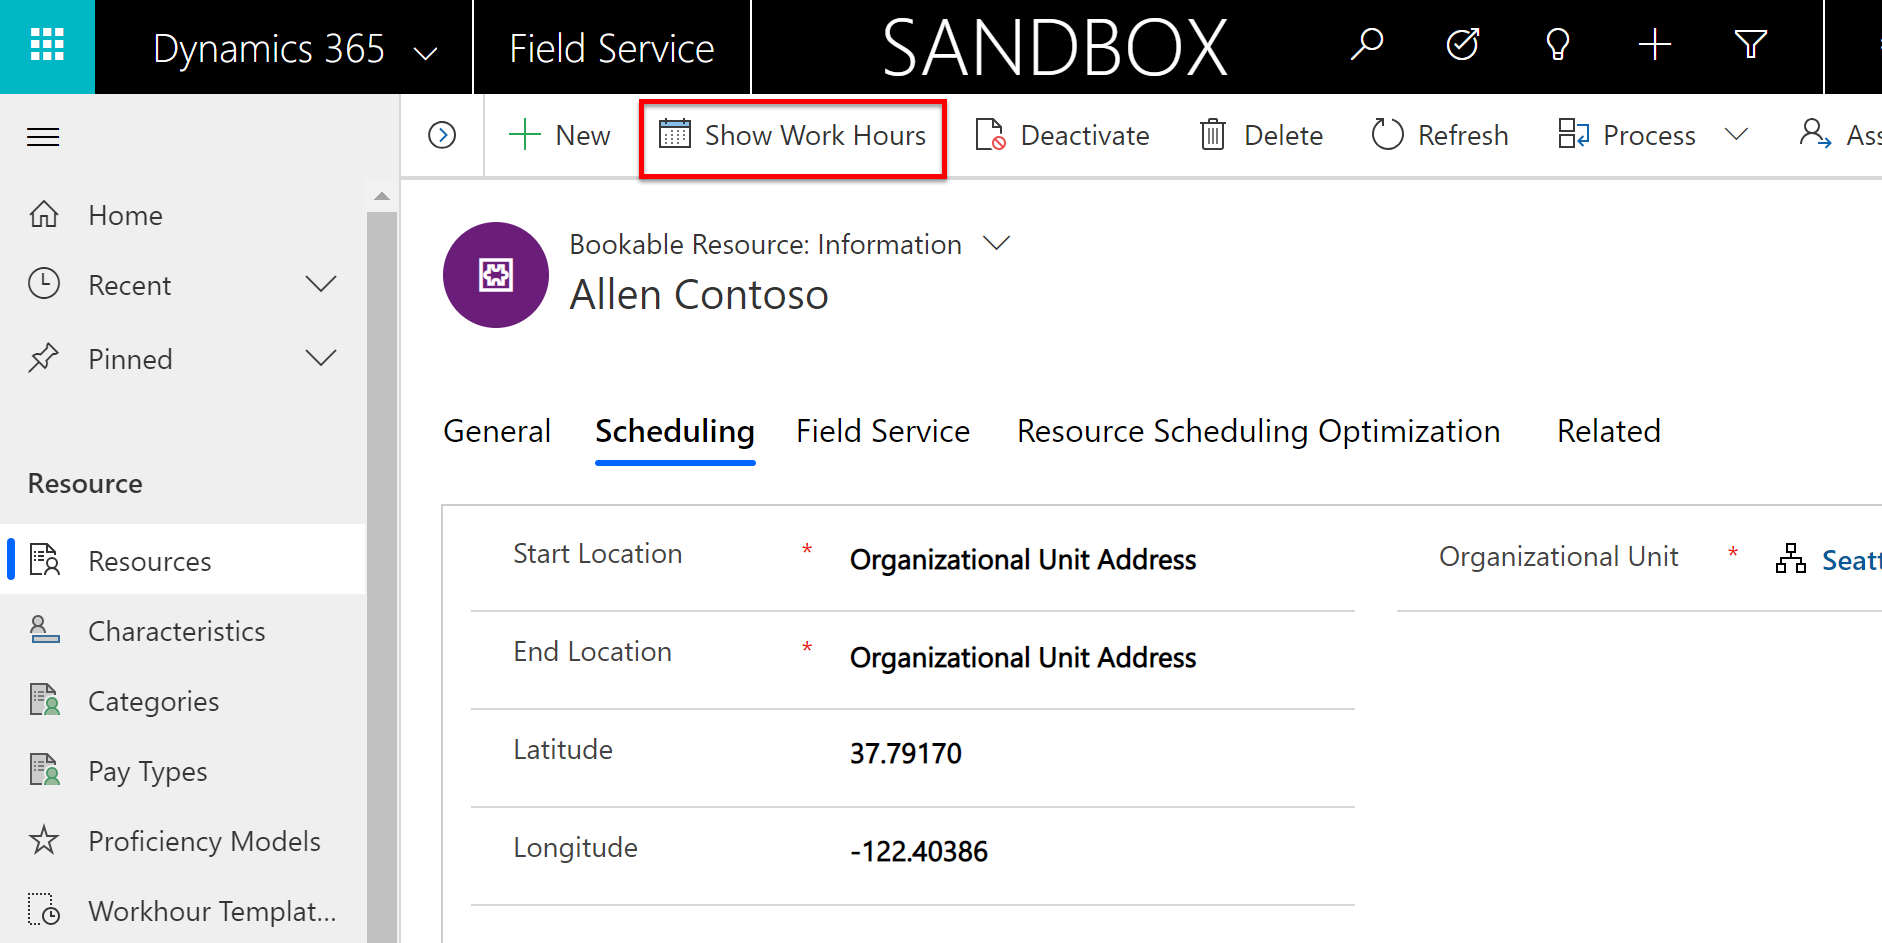 Dynamics 365
Field Service
SANDBOX
New
Show Work Hours
Deactivate
Delete
Refresh
Process
Home
Recent
Pinned
Resource
Resources
Characteristics
Categories
Pay Types
Proficiency Models
Workhour Templat...
Bookable Resource: Information
Allen Contoso
General
Scheduling
Field Service
Resource Scheduling Optimization
Related
Start Location * Organizational Unit Address
Organizational Unit *
End Location * Organizational Unit Address
Latitude 37.79170
Longitude -122.40386